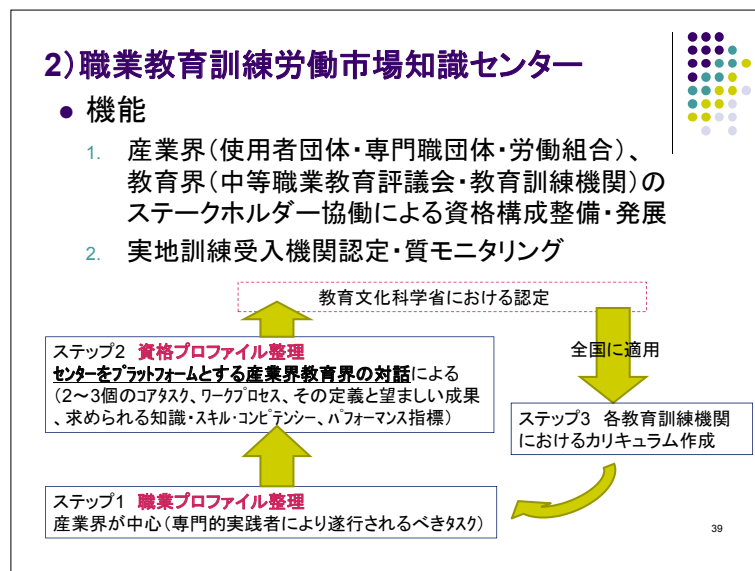 2）職業教育訓練労働市場知識センター
● 機能
1. 産業界（使用者団体・専門職団体・労働組合）、
教育界（中等職業教育評議会・教育訓練機関）の
ステークホルダー協働による資格構成整備・発展
2. 実地訓練受入機関認定・質モニタリング
教育文化科学省における認定
ステップ2 資格プロファイル整理
センターをプラットフォームとする産業界教育界の対話による
（2～3個のコアタスク、ワークプロセス、その定義と望ましい成果
、求められる知識・スキル・コンピテンシー、パフォーマンス指標）
全国に適用
ステップ3 各教育訓練機関
におけるカリキュラム作成
ステップ1 職業プロファイル整理
産業界が中心（専門的実践者により遂行されるべきタスク）
39